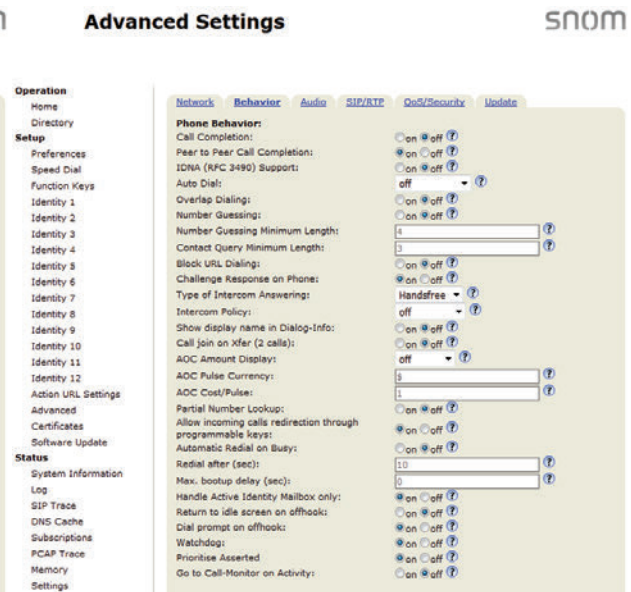 Advanced Settings
snom
Operation
Home
Directory
Setup
Preferences
Speed Dial
Function Keys
Identity 1
Identity 2
Identity 3
Identity 4
Identity 5
Identity 6
Identity 7
Identity 8
Identity 9
Identity 10
Identity 11
Identity 12
Action URL Settings
Advanced
Certificates
Software Update
Status
System Information
Log
SIP Trace
DNS Cache
Subscriptions
PCAP Trace
Memory
Settings
Network Behavior Audio SIP/RTP QoS/Security Update
Phone Behavior:
Call Completion: on off ?
Peer to Peer Call Completion: on off ?
IDNA (RFC 3490) Support: on off ?
Auto Dial: off ?
Overlap Dialing: on off ?
Number Guessing: on off ?
Number Guessing Minimum Length: 4 ?
Contact Query Minimum Length: 3 ?
Block URL Dialing: on off ?
Challenge Response on Phone: on off ?
Type of Intercom Answering: Handsfree ?
Intercom Policy: off ?
Show display name in Dialog-Info: on off ?
Call join on Xfer (2 calls): on off ?
AOC Amount Display: off ?
AOC Pulse Currency: $ ?
AOC Cost/Pulse: 1 ?
Partial Number Lookup: on off ?
Allow incoming calls redirection through
programmable keys: on off ?
Automatic Redial on Busy: on off ?
Redial after (sec): 10 ?
Max. bootup delay (sec): 0 ?
Handle Active Identity Mailbox only: on off ?
Return to idle screen on offhook: on off ?
Dial prompt on offhook: on off ?
Watchdog: on off ?
Prioritise Asserted on off ?
Go to Call-Monitor on Activity: on off ?